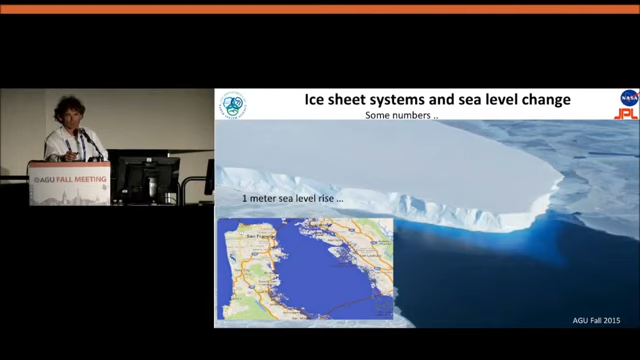 Ice sheet systems and sea level change
Some numbers ..
NASA
JPL
AGU FALL MEETING
1 meter sea level rise ...
AGU Fall 2015